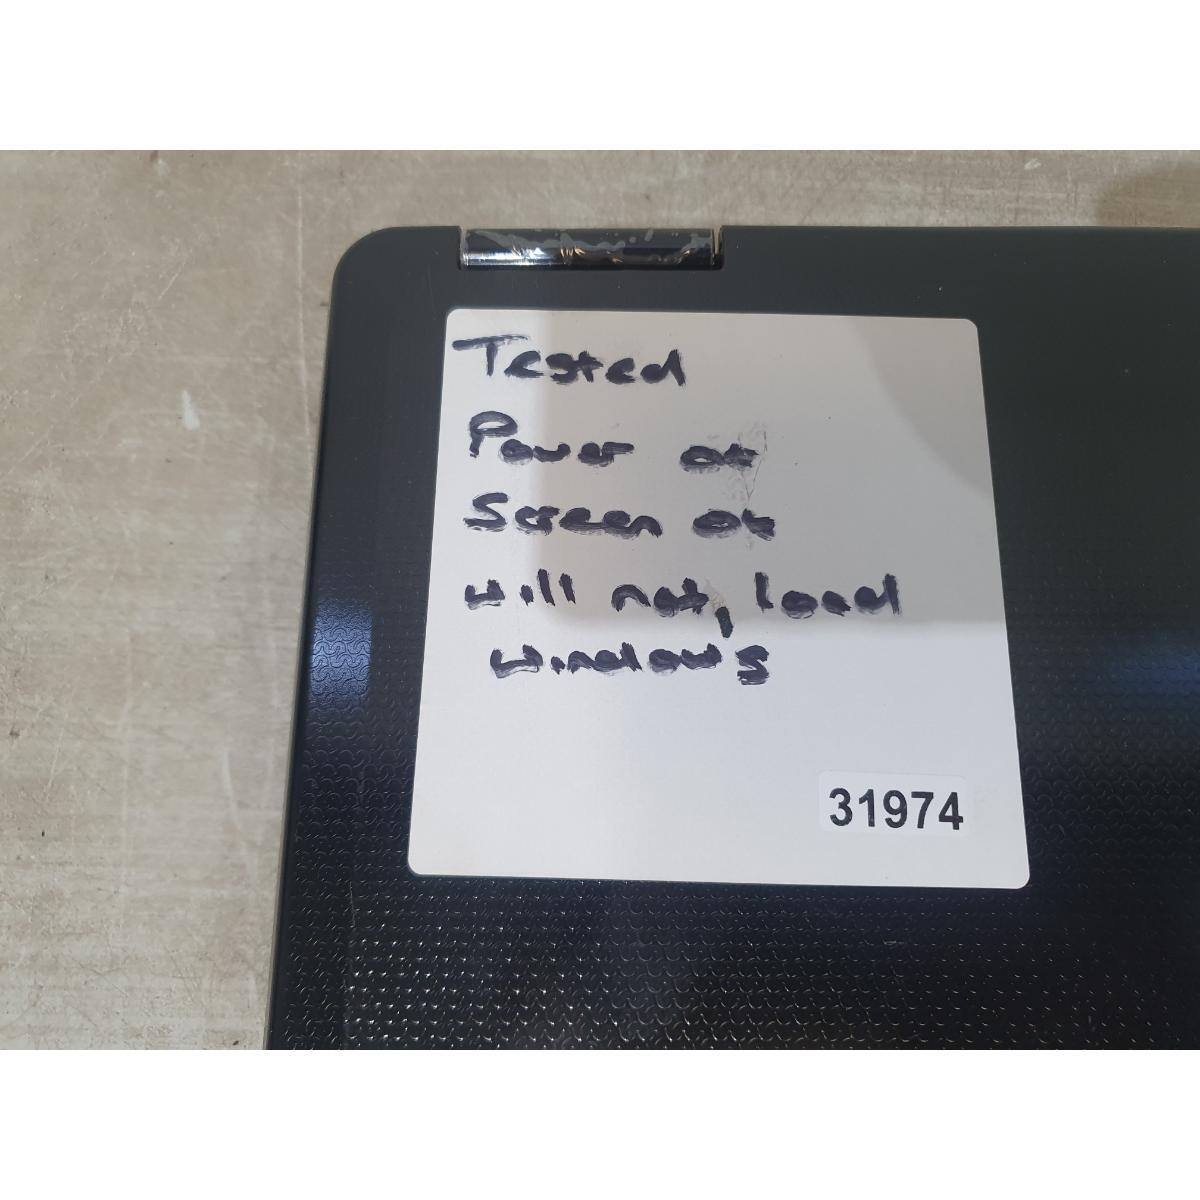 Tested
Power ok
Screen ok
will not load
windows
31974